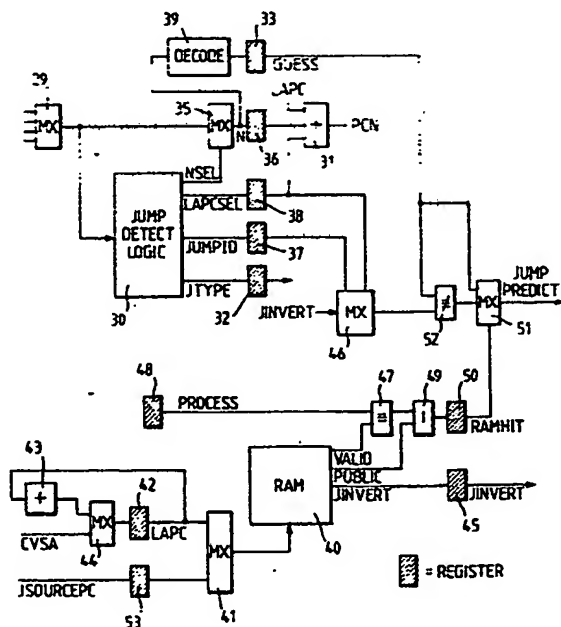 39
33
DECODE
GUESS
29
MX
35
MX
N
36
LAPC
+
31
PCN
NSEL
LAPCSEL
38
JUMP
DETECT
LOGIC
JUMPID
37
JTYPE
30
32
JINVERT
MX
46
≠
52
MX
51
JUMP
PREDICT
48
PROCESS
47
=
49
50
RAMHIT
VALID
PUBLIC
JINVERT
RAM
40
45
JINVERT
43
+
MX
44
42
LAPC
CVSA
MX
41
JSOURCEPC
53
= REGISTER